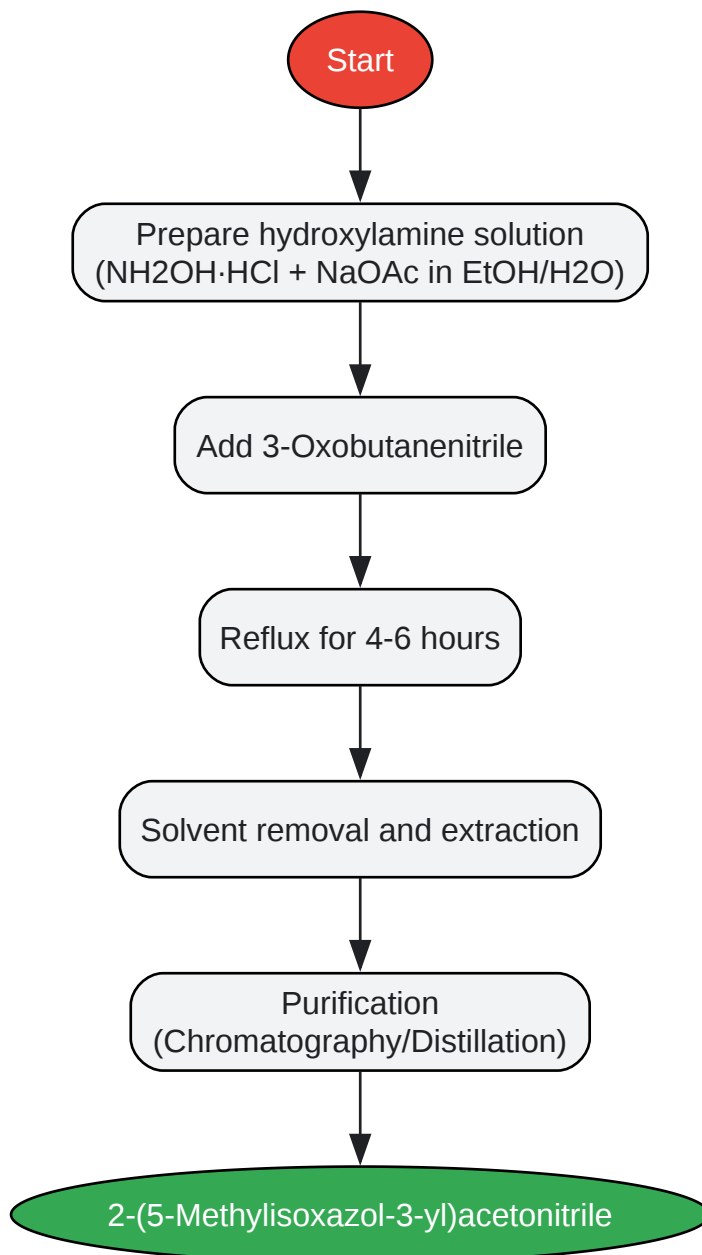 Start
Prepare hydroxylamine solution
(NH2OH·HCl + NaOAc in EtOH/H2O)
Add 3-Oxobutanenitrile
Reflux for 4-6 hours
Solvent removal and extraction
Purification
(Chromatography/Distillation)
2-(5-Methylisoxazol-3-yl)acetonitrile